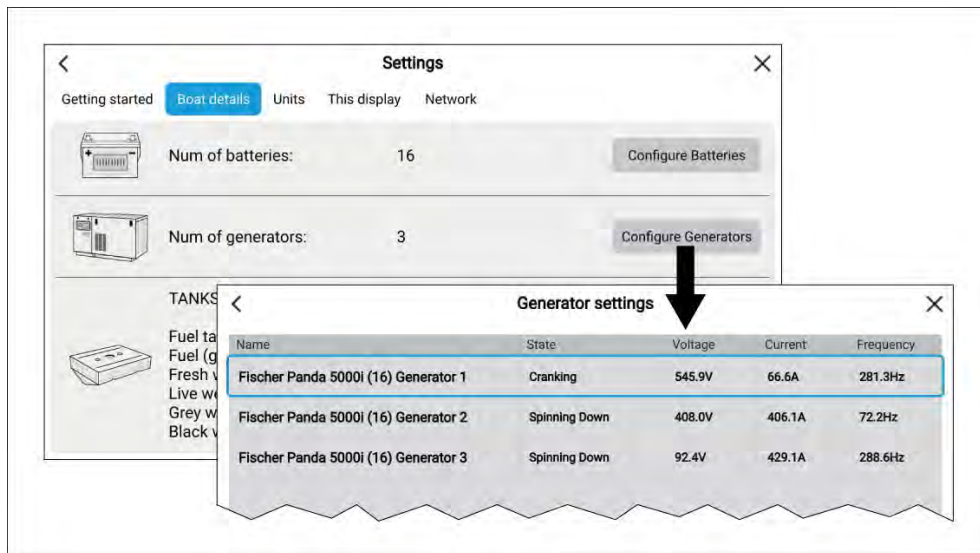 Settings
Getting started Boat details Units This display Network
Num of batteries: 16 Configure Batteries
Num of generators: 3 Configure Generators
TANKS
Fuel ta
Fuel (g
Fresh
Live
Grey
Black
Generator settings
Name State Voltage Current Frequency
Fischer Panda 5000i (16) Generator 1 Cranking 545.9V 66.6A 281.3Hz
Fischer Panda 5000i (16) Generator 2 Spinning Down 408.0V 406.1A 72.2Hz
Fischer Panda 5000i (16) Generator 3 Spinning Down 92.4V 429.1A 288.6Hz